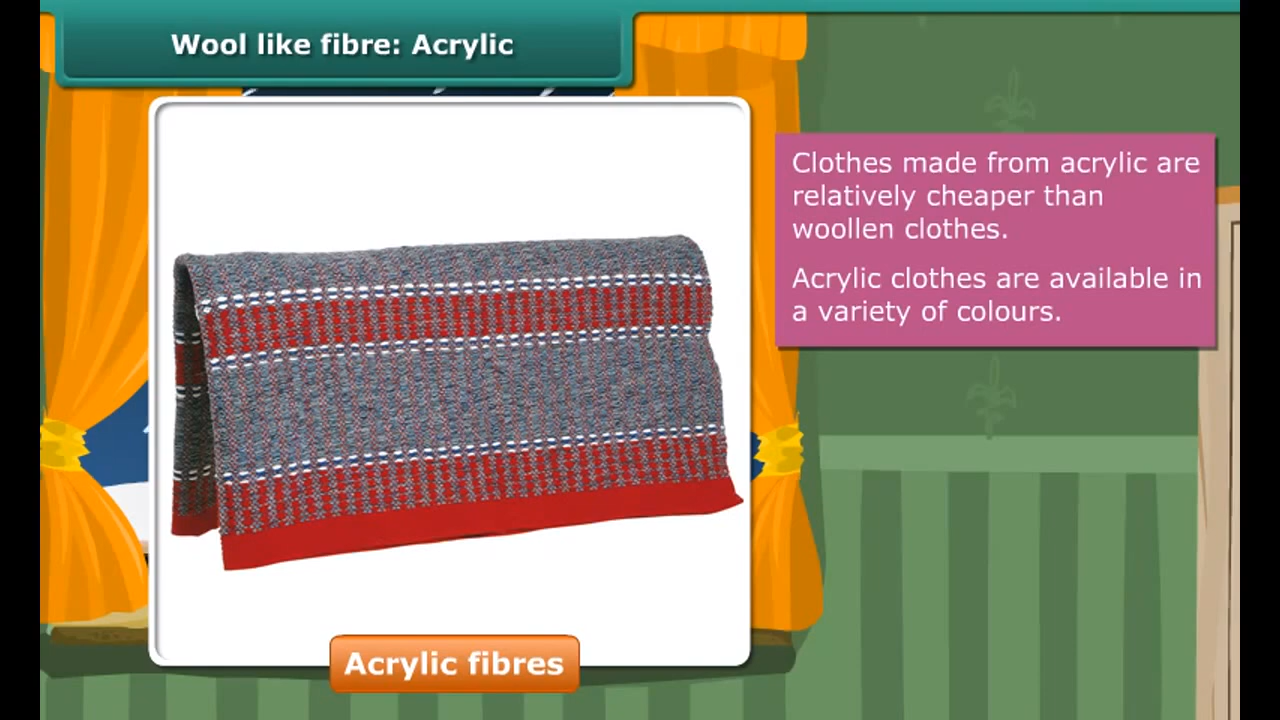 Wool like fibre: Acrylic
Clothes made from acrylic are
relatively cheaper than
woollen clothes.
Acrylic clothes are available in
a variety of colours.
Acrylic fibres